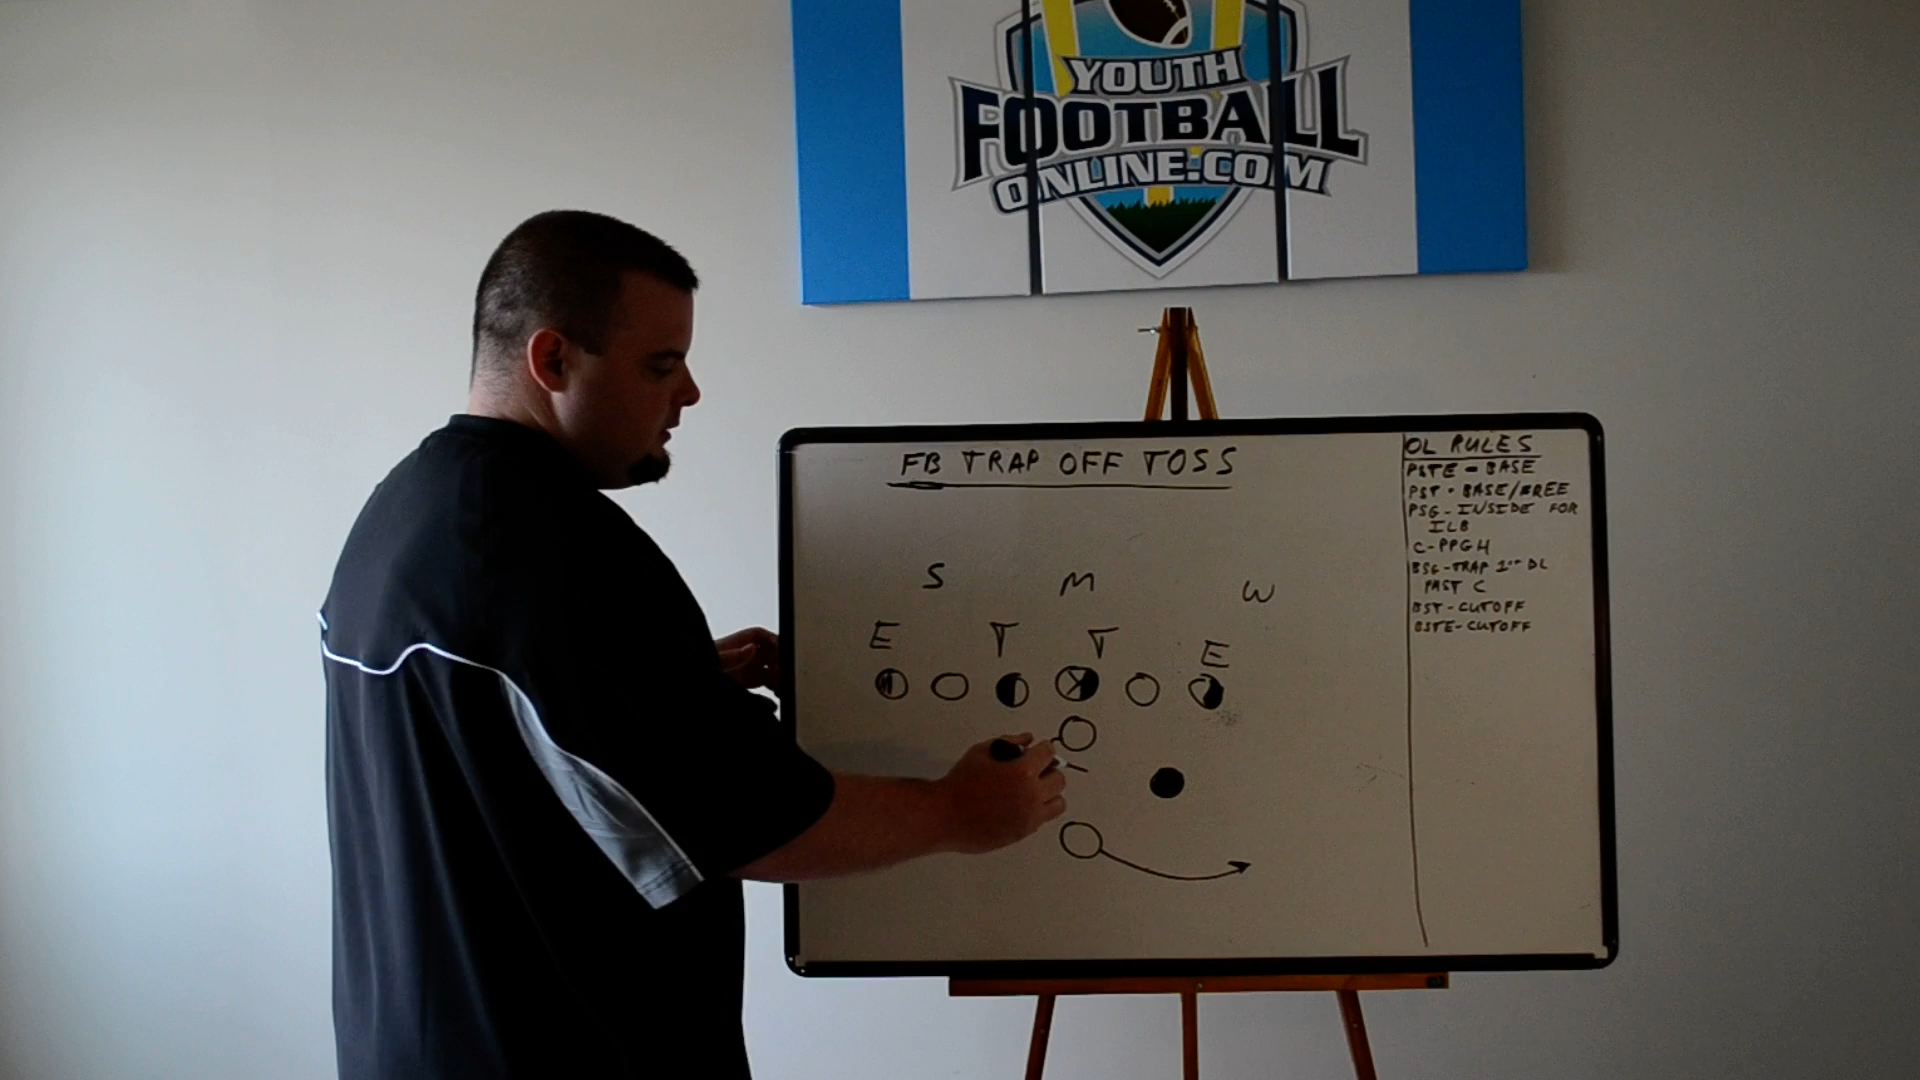 YOUTH
FOOTBALL
ONLINE.COM
FB TRAP OFF TOSS
S M W
E T T E
OL RULES
PSTE - BASE
PST - BASE/FREE
PSG - INSIDE FOR
ILB
C - PPGH
BSG - TRAP 1ST DL
PAST C
BST - CUTOFF
BSTE - CUTOFF